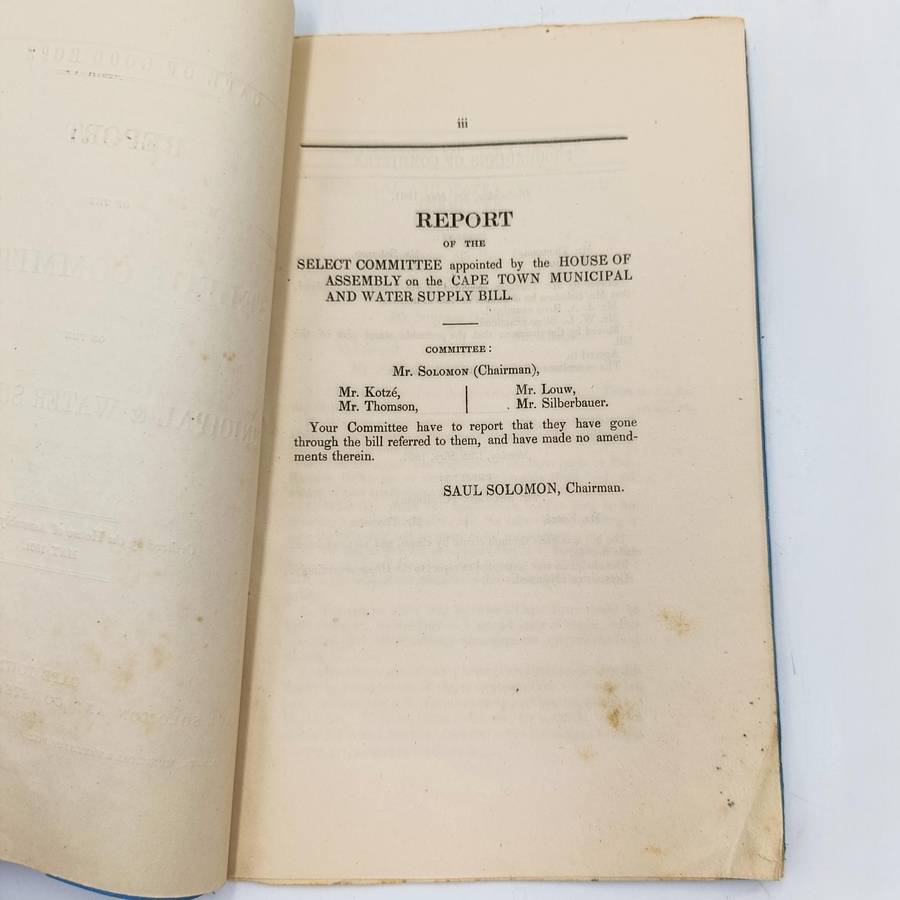 iii
REPORT
OF THE
SELECT COMMITTEE appointed by the HOUSE OF
ASSEMBLY on the CAPE TOWN MUNICIPAL
AND WATER SUPPLY BILL.
COMMITTEE:
Mr. SOLOMON (Chairman),
Mr. Kotzé, Mr. Louw,
Mr. Thomson, Mr. Silberbauer.
Your Committee have to report that they have gone
through the bill referred to them, and have made no amend-
ments therein.
SAUL SOLOMON, Chairman.